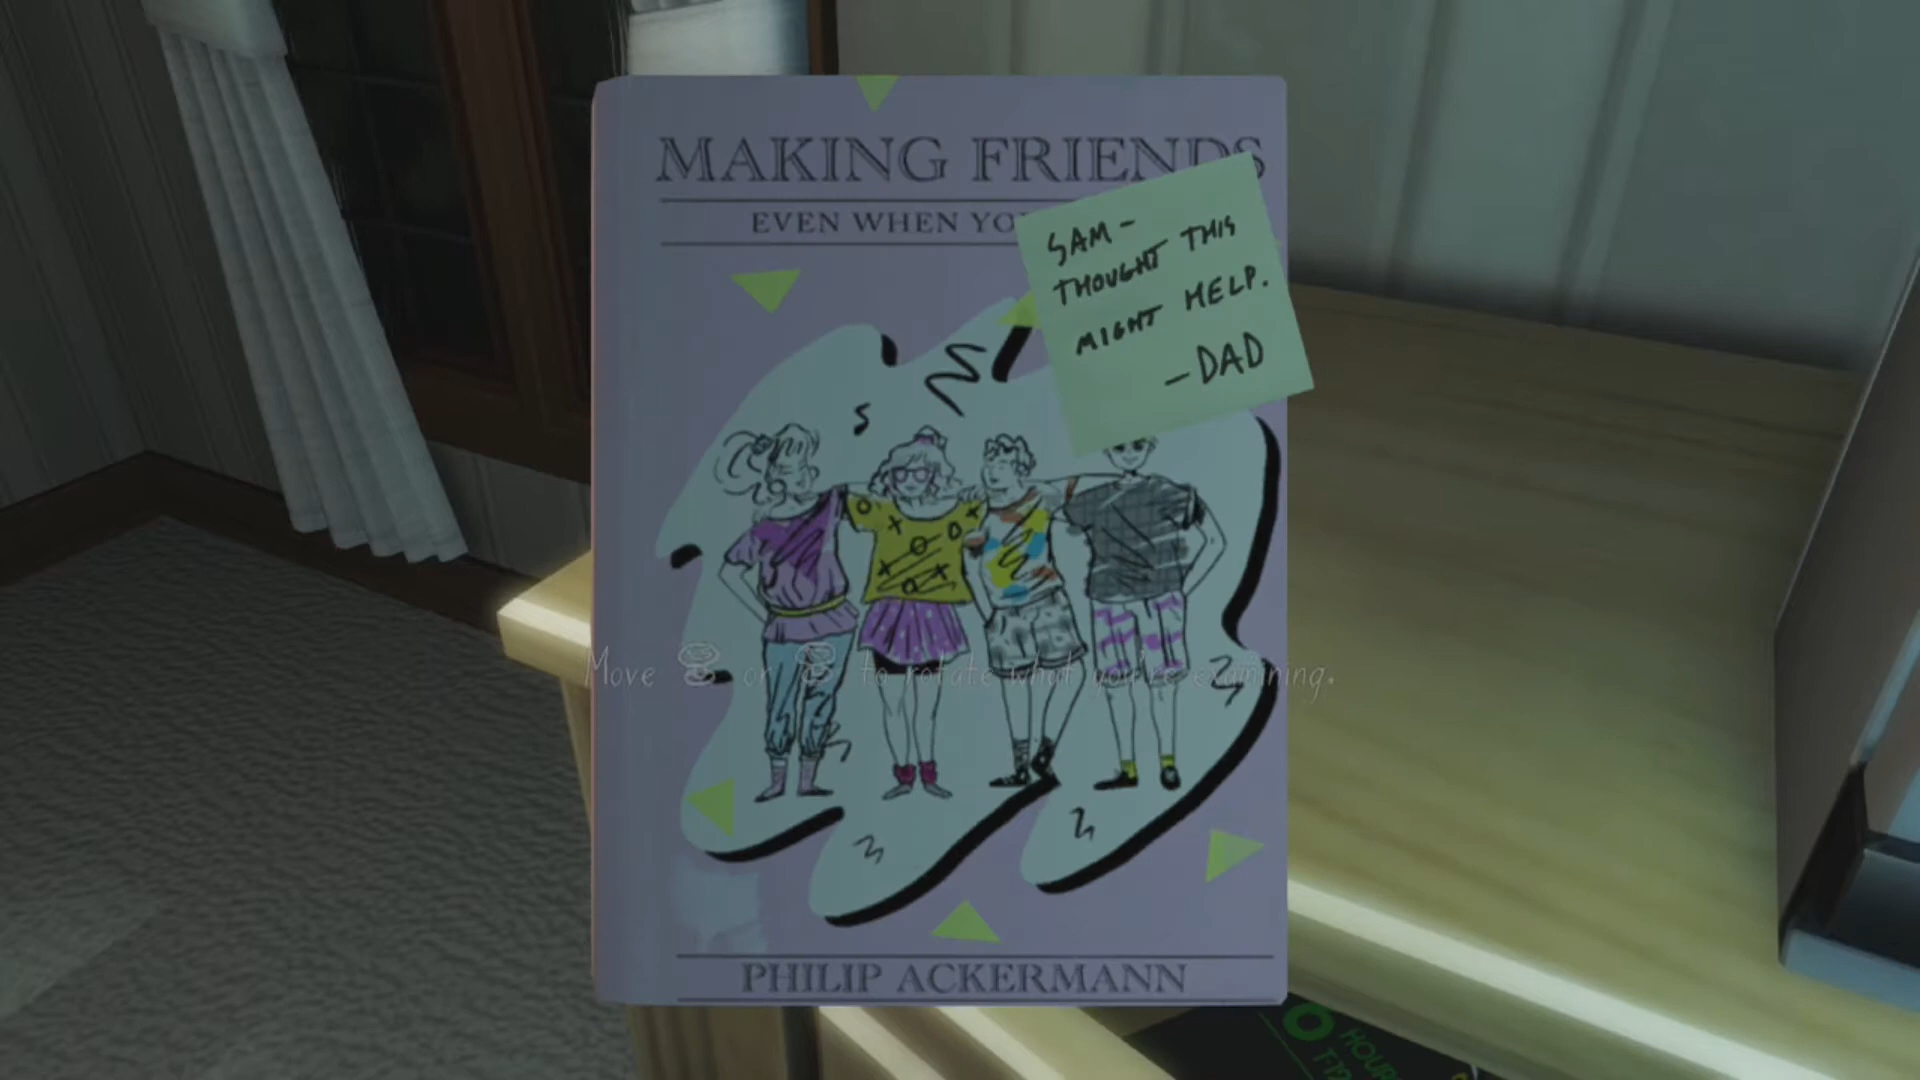 MAKING FRIENDS
EVEN WHEN YO
SAM-
THOUGHT THIS
MIGHT HELP.
-DAD
Move or to rotate what you're examining.
PHILIP ACKERMANN
HOUR